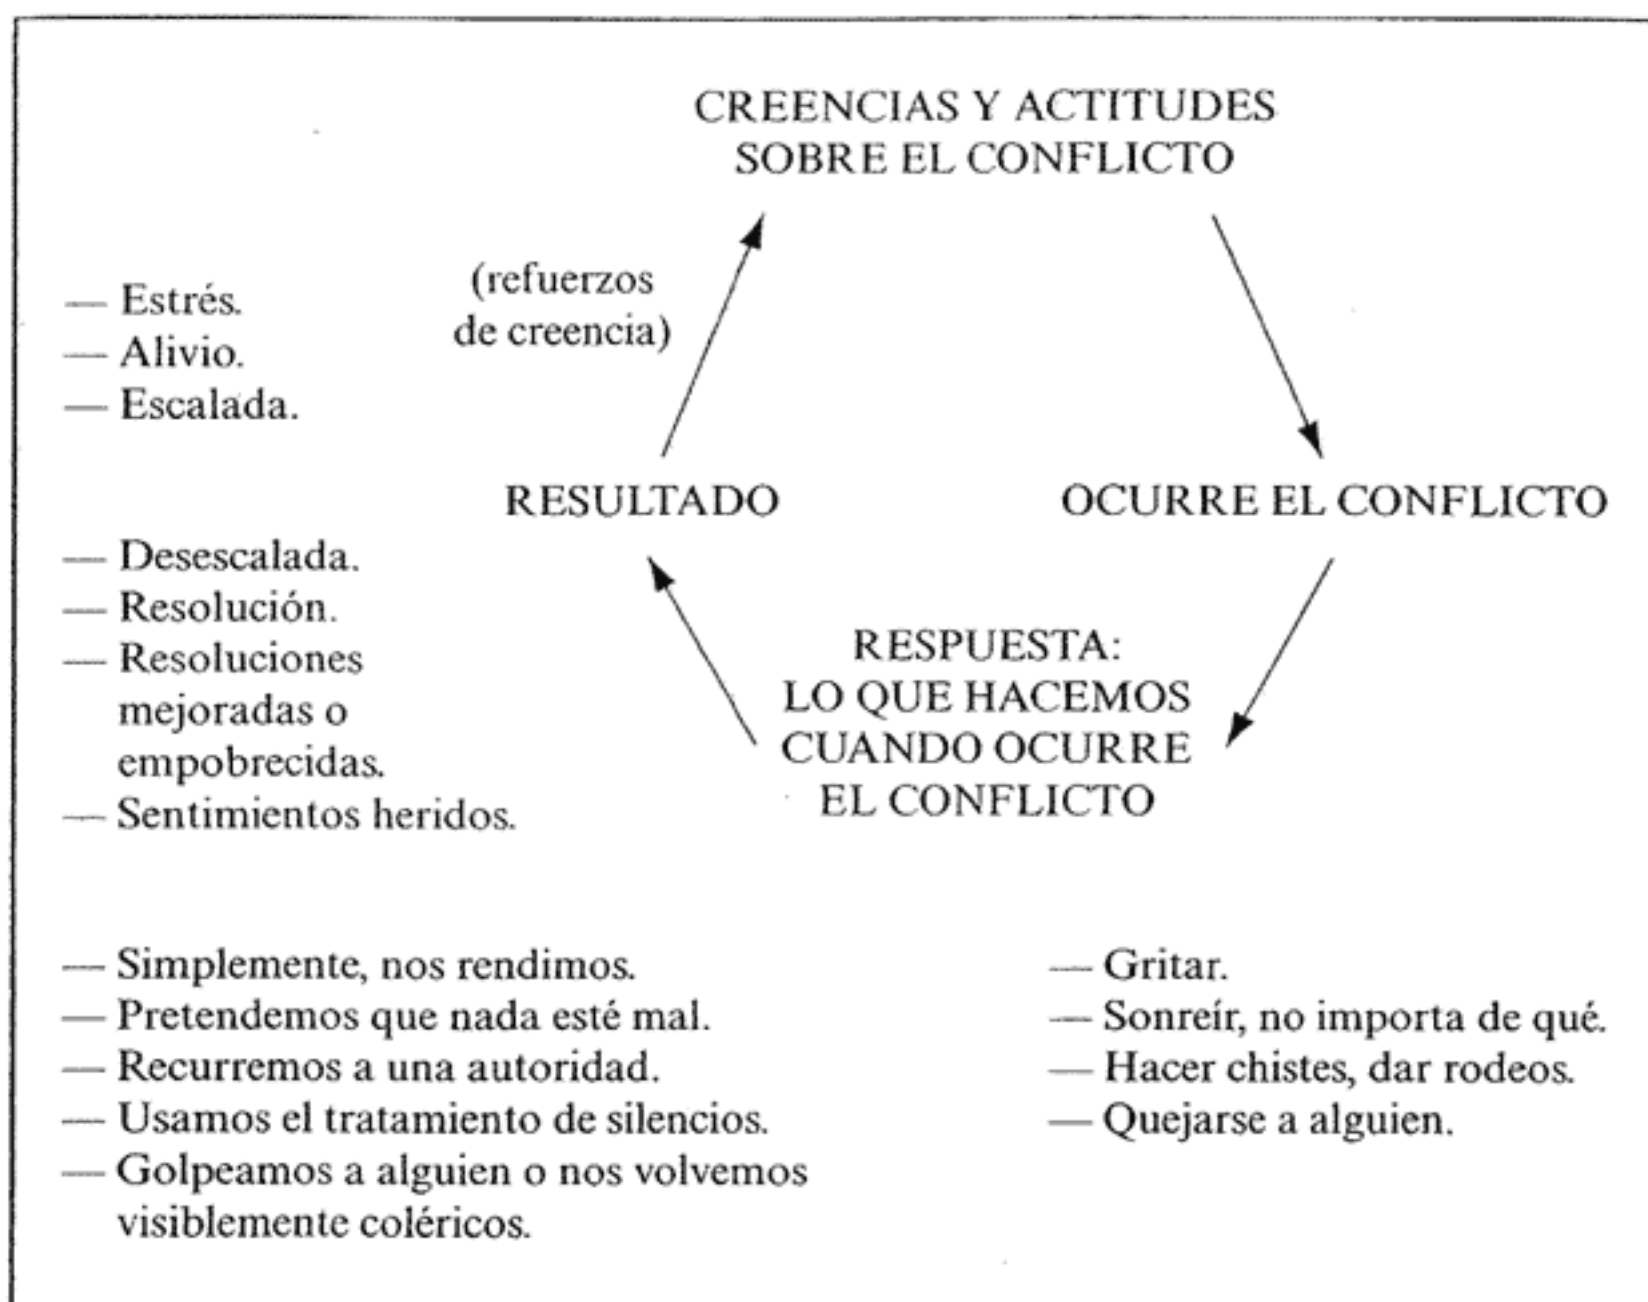 CREENCIAS Y ACTITUDES
SOBRE EL CONFLICTO
(refuerzos
de creencia)
— Estrés.
— Alivio.
— Escalada.
RESULTADO
OCURRE EL CONFLICTO
— Desescalada.
— Resolución.
— Resoluciones
mejoradas o
empobrecidas.
— Sentimientos heridos.
RESPUESTA:
LO QUE HACEMOS
CUANDO OCURRE
EL CONFLICTO
— Simplemente, nos rendimos.
— Pretendemos que nada esté mal.
— Recurremos a una autoridad.
— Usamos el tratamiento de silencios.
— Golpeamos a alguien o nos volvemos
visiblemente coléricos.
— Gritar.
— Sonreír, no importa de qué.
— Hacer chistes, dar rodeos.
— Quejarse a alguien.